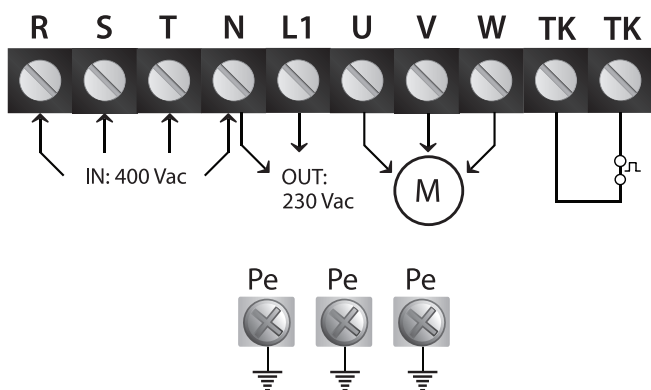 R S T N L1 U V W TK TK
IN: 400 Vac
OUT:
230 Vac
M
Pe Pe Pe